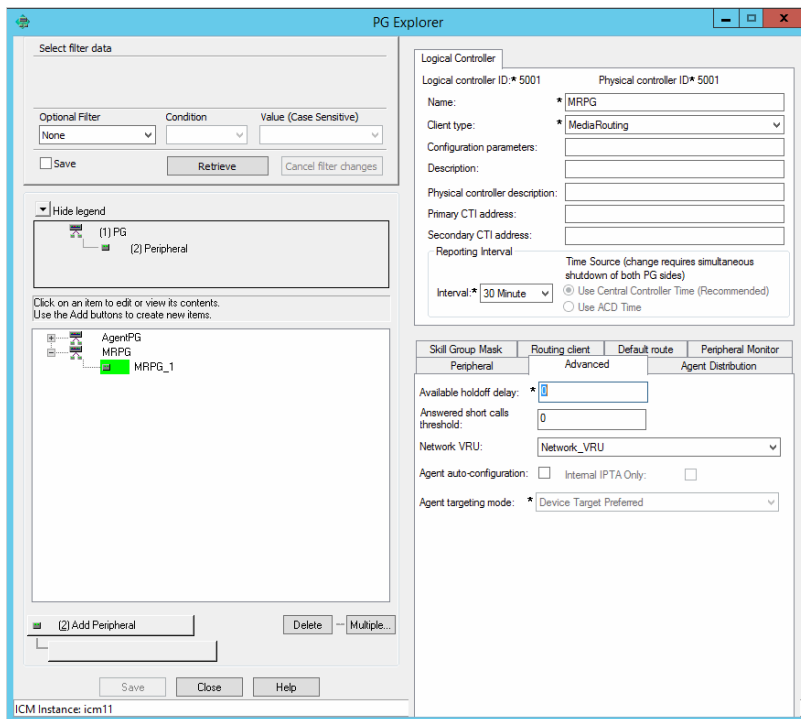 PG Explorer
Select filter data
Optional Filter Condition Value (Case Sensitive)
None
Save Retrieve Cancel filter changes
Hide legend
(1) PG
(2) Peripheral
Click on an item to edit or view its contents.
Use the Add buttons to create new items.
AgentPG
MRPG
MRPG_1
(2) Add Peripheral Delete Multiple...
Save Close Help
ICM Instance: icm11
Logical Controller
Logical controller ID:* 5001 Physical controller ID* 5001
Name: * MRPG
Client type: * MediaRouting
Configuration parameters:
Description:
Physical controller description:
Primary CTI address:
Secondary CTI address:
Reporting Interval
Time Source (change requires simultaneous
shutdown of both PG sides)
Interval:* 30 Minute Use Central Controller Time (Recommended)
Use ACD Time
Skill Group Mask Routing client Default route Peripheral Monitor
Peripheral Advanced Agent Distribution
Available holdoff delay: * 0
Answered short calls
threshold: 0
Network VRU: Network_VRU
Agent auto-configuration: Internal IPTA Only:
Agent targeting mode: * Device Target Preferred